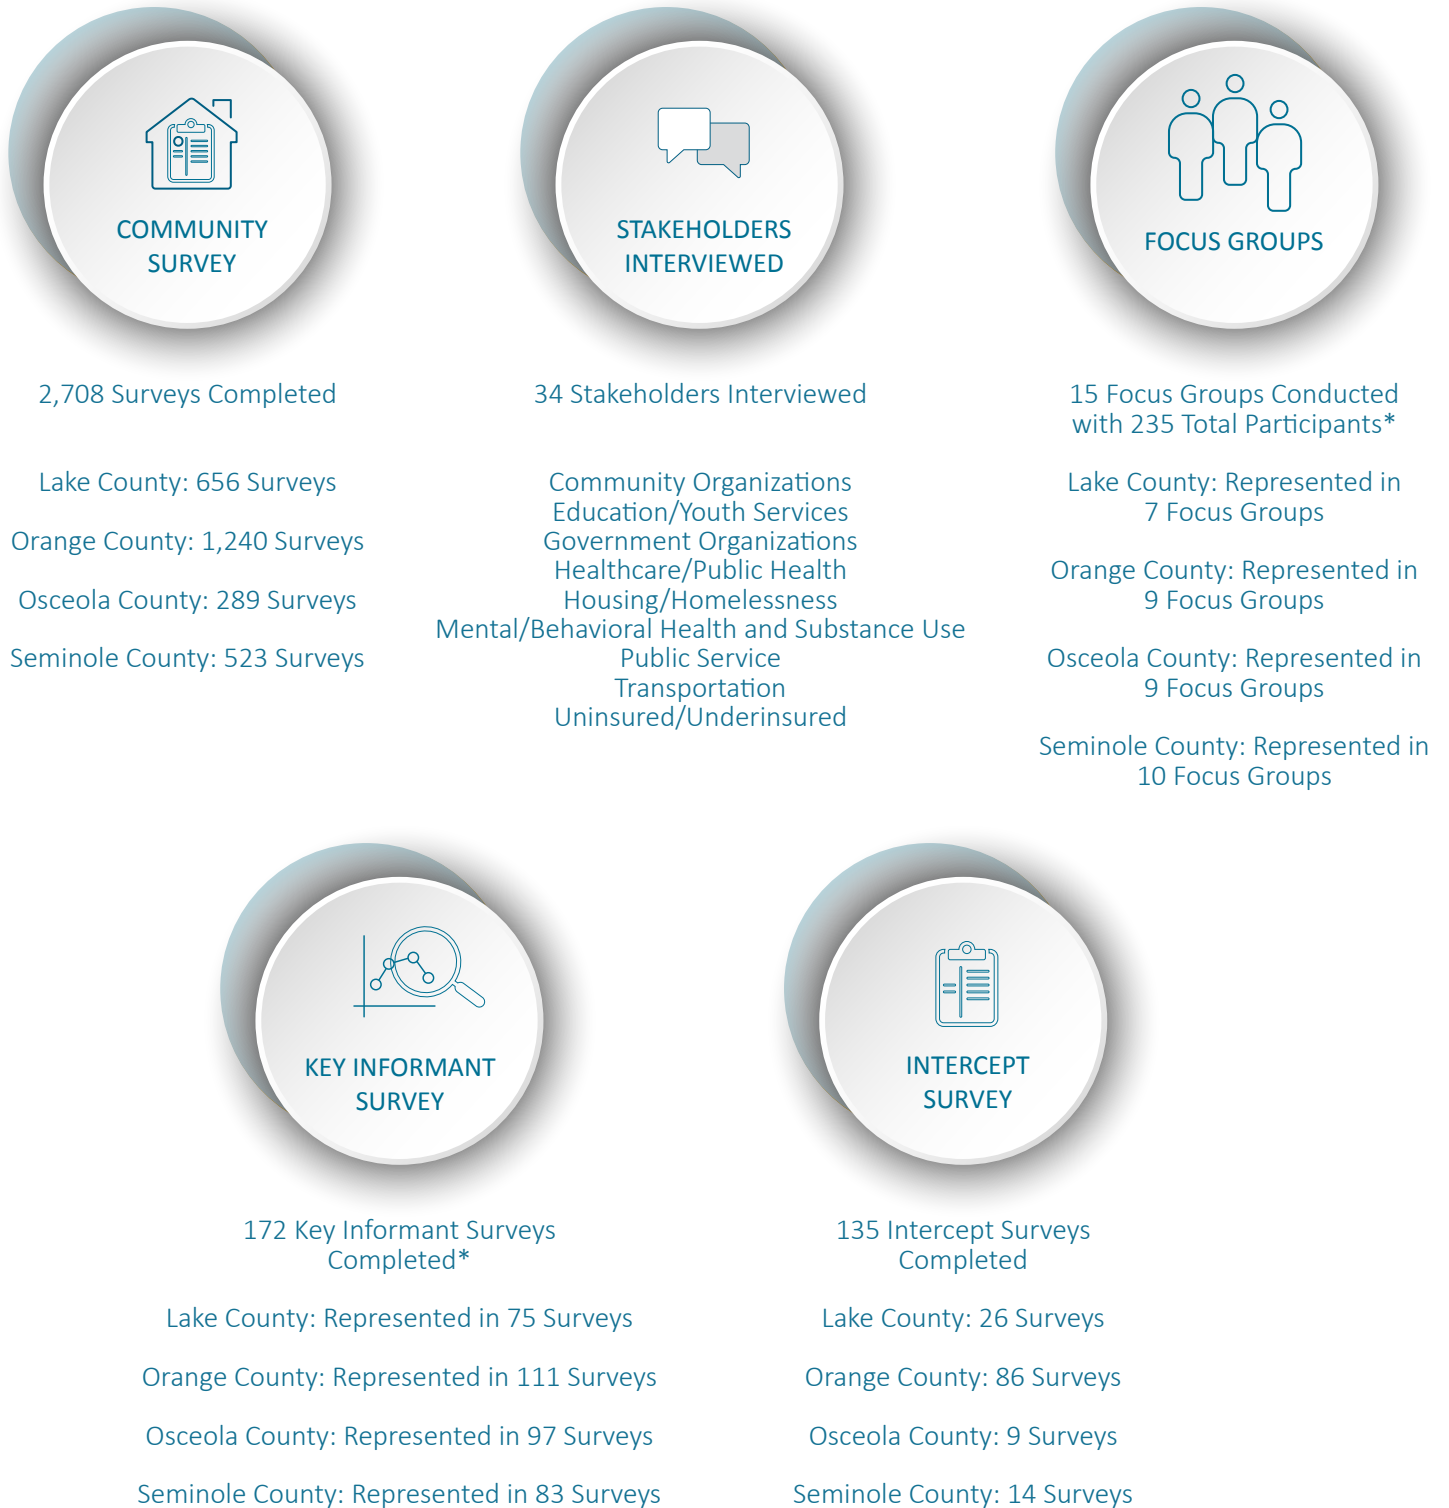 COMMUNITY
SURVEY
2,708 Surveys Completed
Lake County: 656 Surveys
Orange County: 1,240 Surveys
Osceola County: 289 Surveys
Seminole County: 523 Surveys
STAKEHOLDERS
INTERVIEWED
34 Stakeholders Interviewed
Community Organizations
Education/Youth Services
Government Organizations
Healthcare/Public Health
Housing/Homelessness
Mental/Behavioral Health and Substance Use
Public Service
Transportation
Uninsured/Underinsured
FOCUS GROUPS
15 Focus Groups Conducted
with 235 Total Participants*
Lake County: Represented in
7 Focus Groups
Orange County: Represented in
9 Focus Groups
Osceola County: Represented in
9 Focus Groups
Seminole County: Represented in
10 Focus Groups
KEY INFORMANT
SURVEY
172 Key Informant Surveys
Completed*
Lake County: Represented in 75 Surveys
Orange County: Represented in 111 Surveys
Osceola County: Represented in 97 Surveys
Seminole County: Represented in 83 Surveys
INTERCEPT
SURVEY
135 Intercept Surveys
Completed
Lake County: 26 Surveys
Orange County: 86 Surveys
Osceola County: 9 Surveys
Seminole County: 14 Surveys